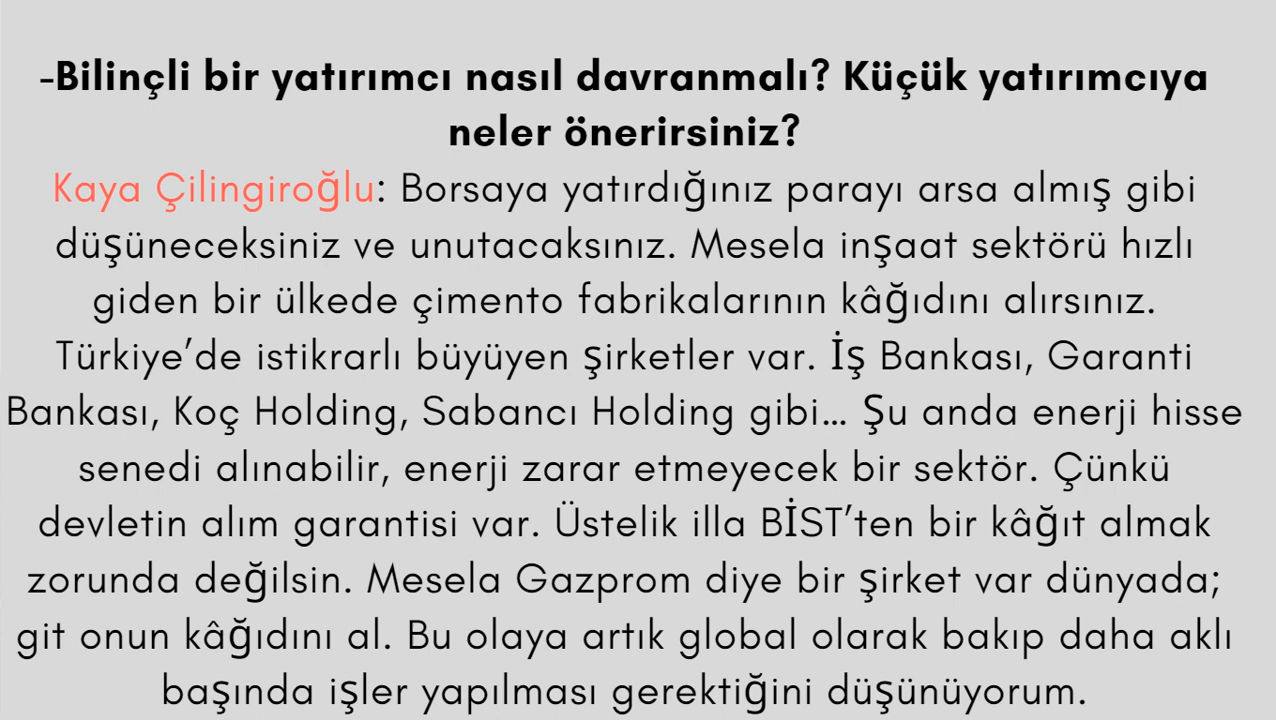 -Bilinçli bir yatırımcı nasıl davranmalı? Küçük yatırımcıya
neler önerirsiniz?
Kaya Çilingiroğlu: Borsaya yatırdığınız parayı arsa almış gibi
düşüneceksiniz ve unutacaksınız. Mesela inşaat sektörü hızlı
giden bir ülkede çimento fabrikalarının kâğıdını alırsınız.
Türkiye’de istikrarlı büyüyen şirketler var. İş Bankası, Garanti
Bankası, Koç Holding, Sabancı Holding gibi... Şu anda enerji hisse
senedi alınabilir, enerji zarar etmeyecek bir sektör. Çünkü
devletin alım garantisi var. Üstelik illa BİST’ten bir kâğıt almak
zorunda değilsin. Mesela Gazprom diye bir şirket var dünyada;
git onun kâğıdını al. Bu olaya artık global olarak bakıp daha aklı
başında işler yapılması gerektiğini düşünüyorum.